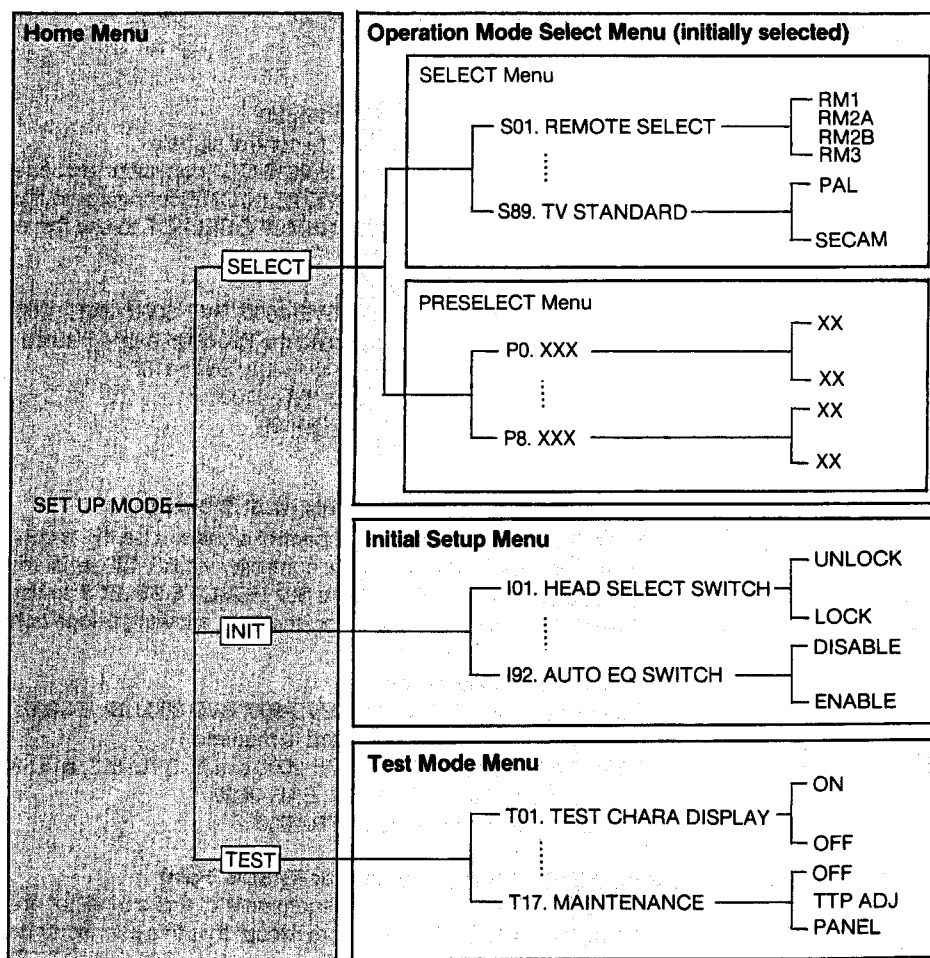 Home Menu
SET UP MODE
SELECT
INIT
TEST
Operation Mode Select Menu (initially selected)
SELECT Menu
S01. REMOTE SELECT
RM1
RM2A
RM2B
RM3
S89. TV STANDARD
PAL
SECAM
PRESELECT Menu
P0. XXX
XX
XX
P8. XXX
XX
XX
Initial Setup Menu
I01. HEAD SELECT SWITCH
UNLOCK
LOCK
I92. AUTO EQ SWITCH
DISABLE
ENABLE
Test Mode Menu
T01. TEST CHARA DISPLAY
ON
OFF
T17. MAINTENANCE
OFF
TTP ADJ
PANEL